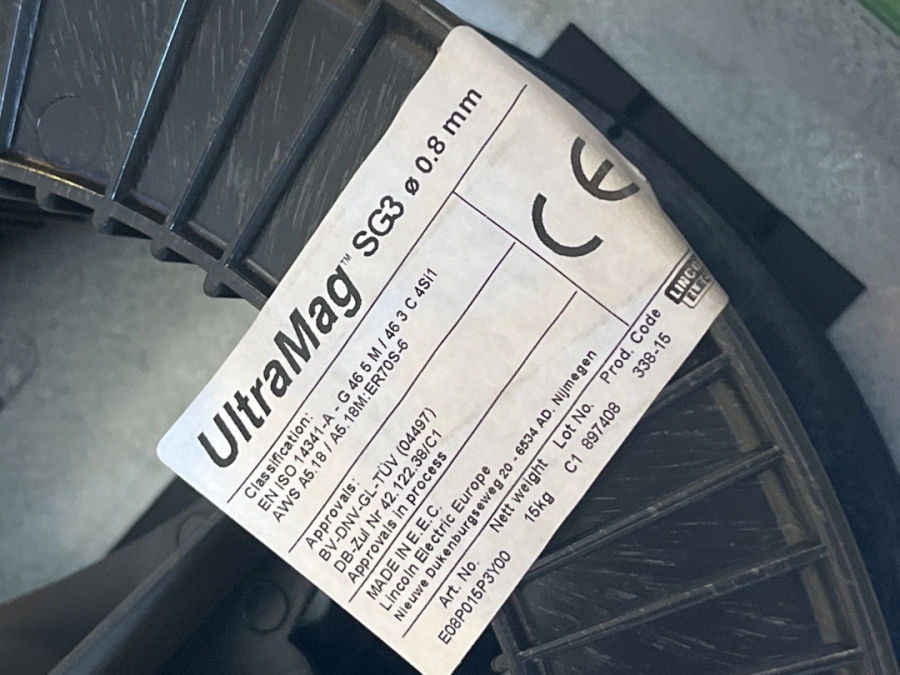 UltraMag™ SG3 ø 0.8 mm
CE
Classification:
EN ISO 14341-A - G 46 5 M / 46 3 C 4Si1
AWS A5.18 / A5.18M:ER70S-6
Approvals:
BV-DNV-GL-TÜV (04497)
DB-Zul Nr 42.122.38/C1
Approvals in process
MADE IN E.E.C.
Lincoln Electric Europe
Nieuwe Dukenburgseweg 20 - 6534 AD. Nijmegen
Art. No. Nett weight Lot No. Prod. Code
E08P015P3Y00 15kg C1 897408 338-15